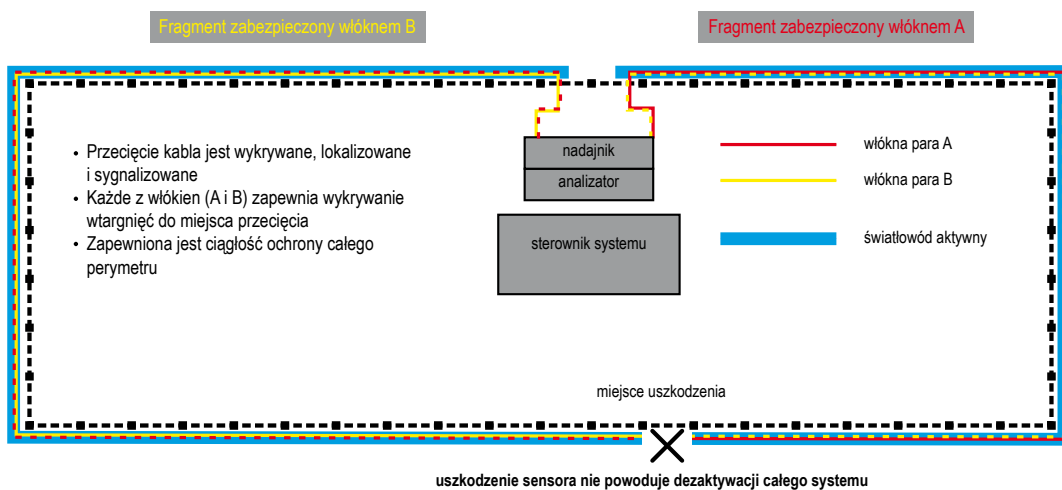 Fragment zabezpieczony włóknem B
Fragment zabezpieczony włóknem A
• Przecięcie kabla jest wykrywane, lokalizowane
i sygnalizowane
• Każde z włókien (A i B) zapewnia wykrywanie
wtargnięć do miejsca przecięcia
• Zapewniona jest ciągłość ochrony całego
perymetru
nadajnik
analizator
sterownik systemu
włókna para A
włókna para B
światłowód aktywny
miejsce uszkodzenia
uszkodzenie sensora nie powoduje dezaktywacji całego systemu